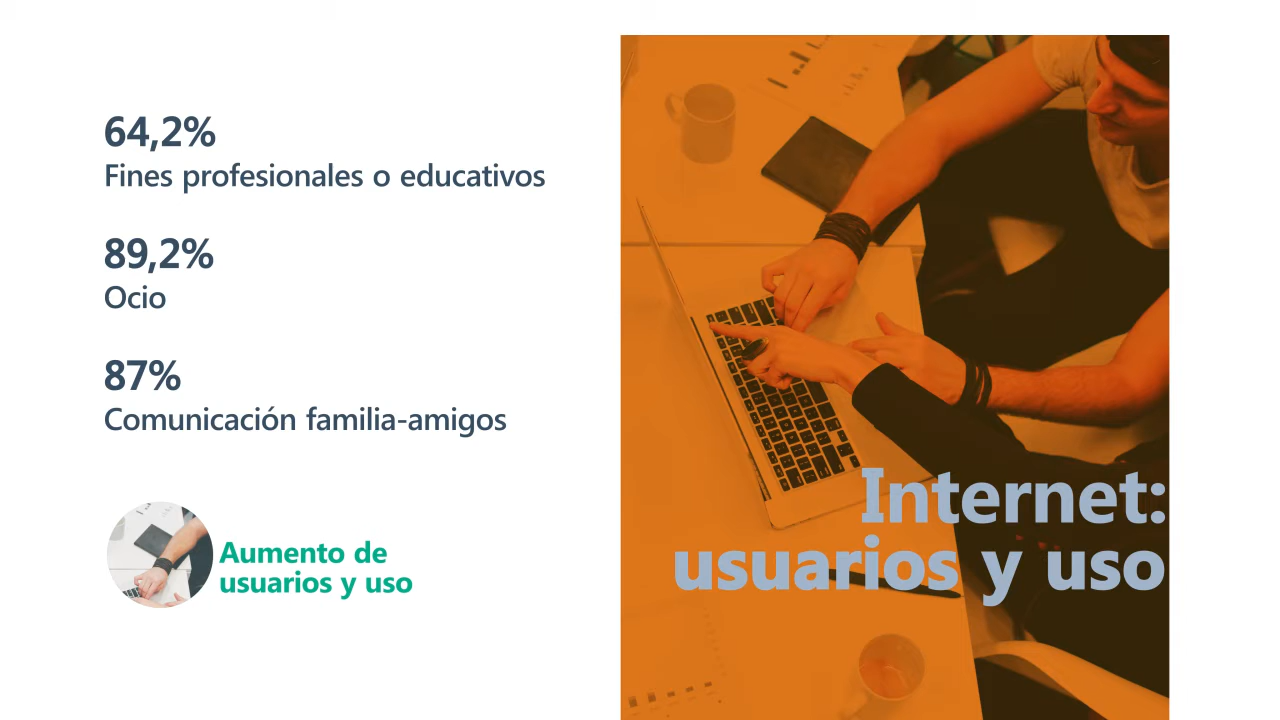 64,2%
Fines profesionales o educativos
89,2%
Ocio
87%
Comunicación familia-amigos
Aumento de
usuarios y uso
Internet:
usuarios y uso